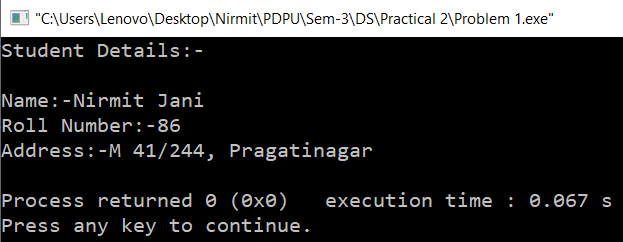 "C:\Users\Lenovo\Desktop\Nirmit\PDPU\Sem-3\DS\Practical 2\Problem 1.exe"
Student Details:-
Name:-Nirmit Jani
Roll Number:-86
Address:-M 41/244, Pragatinagar
Process returned 0 (0x0)   execution time : 0.067 s
Press any key to continue.